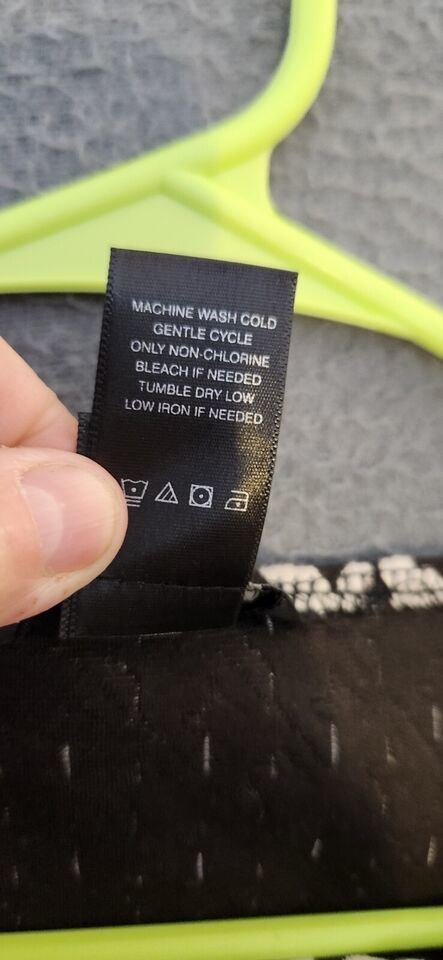 MACHINE WASH COLD
GENTLE CYCLE
ONLY NON-CHLORINE
BLEACH IF NEEDED
TUMBLE DRY LOW
LOW IRON IF NEEDED